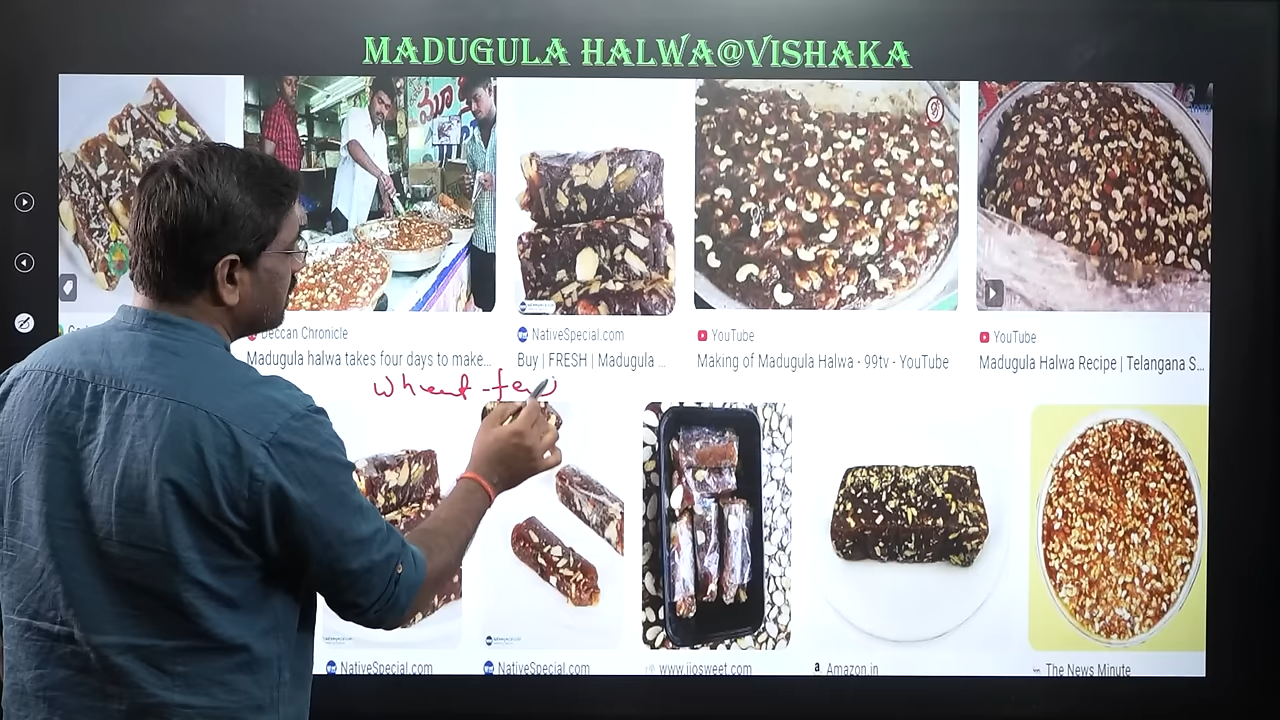 MADUGULA HALWA@VISHAKA
Deccan Chronicle
Madugula halwa takes four days to make...
NativeSpecial.com
Buy | FRESH | Madugula ...
YouTube
Making of Madugula Halwa - 99tv - YouTube
YouTube
Madugula Halwa Recipe | Telangana S...
wheat - fer
NativeSpecial.com
NativeSpecial.com
www.jiosweet.com
Amazon.in
The News Minute